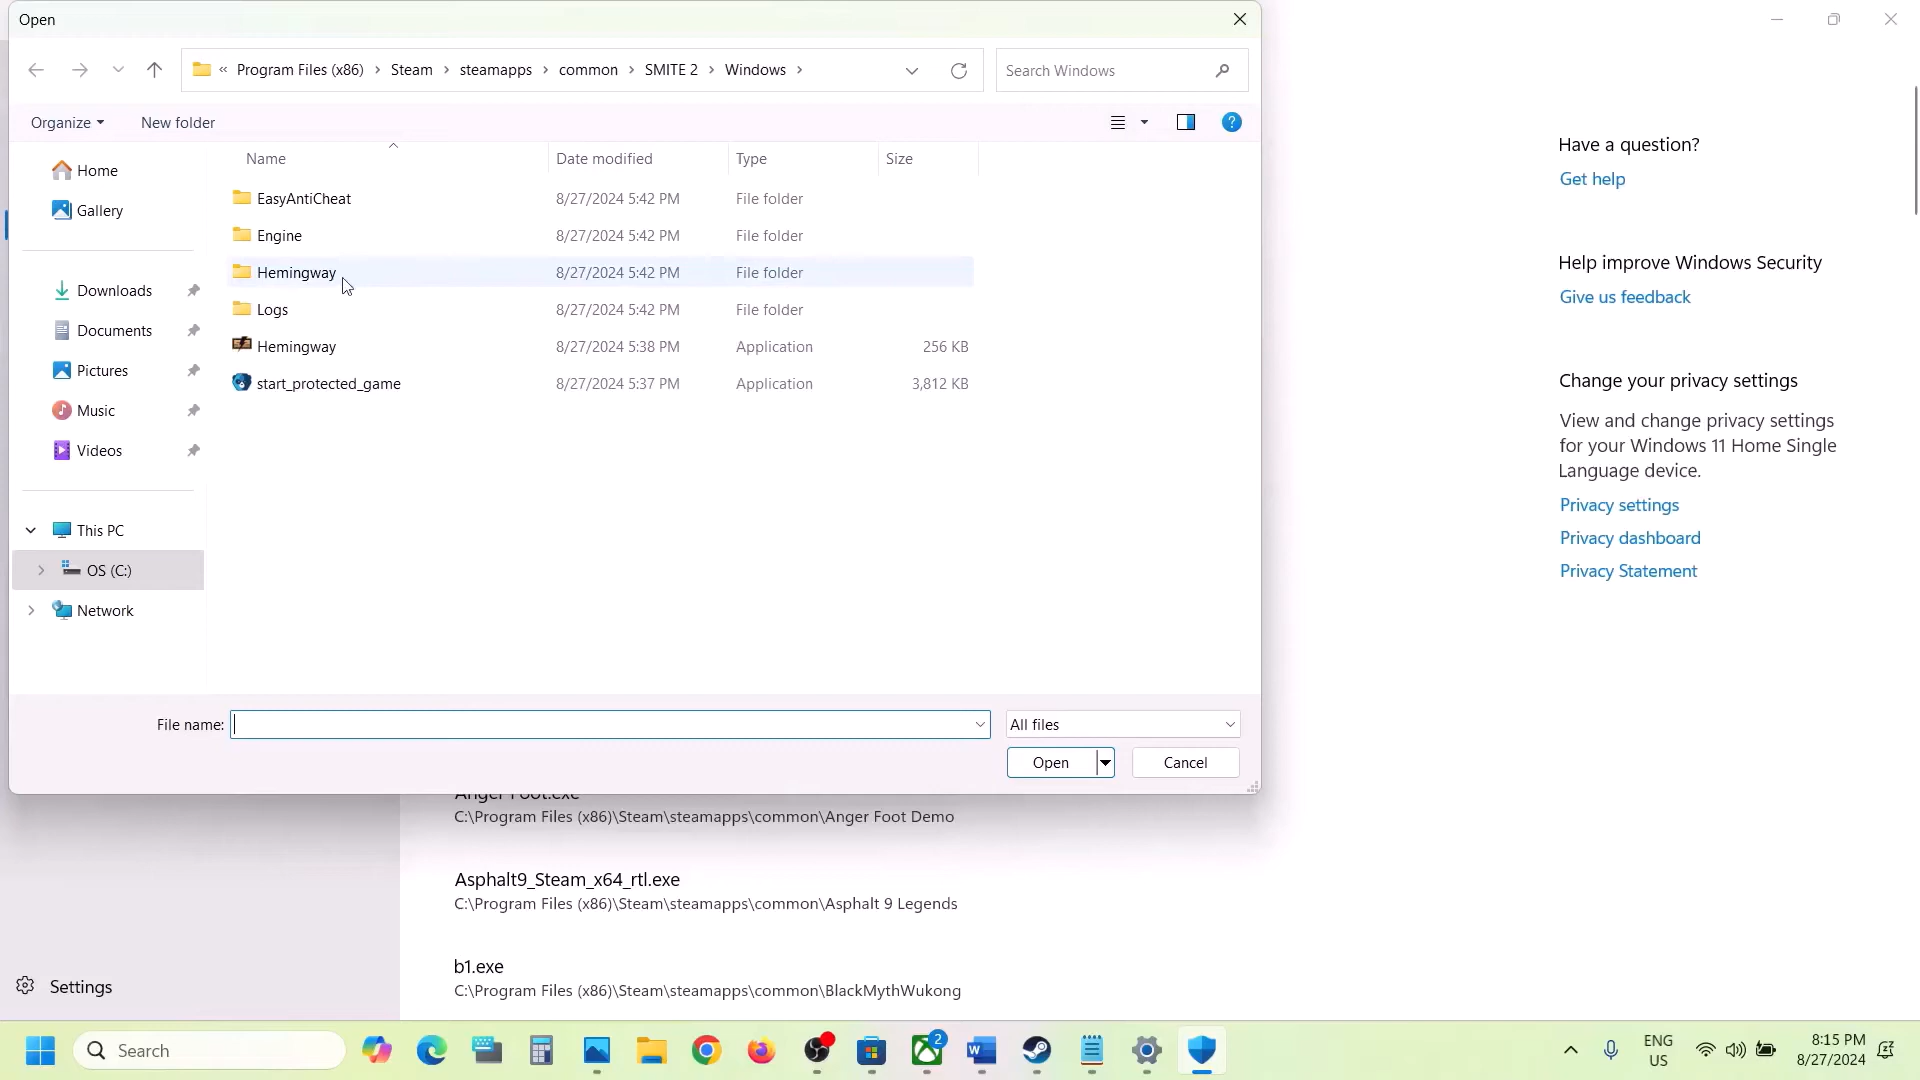 Open
« Program Files (x86) > Steam > steamapps > common > SMITE 2 > Windows >
Search Windows
Organize
New folder
?
Home
Gallery
Downloads
Documents
Pictures
Music
Videos
This PC
OS (C:)
Network
Name Date modified Type Size
EasyAntiCheat 8/27/2024 5:42 PM File folder
Engine 8/27/2024 5:42 PM File folder
Hemingway 8/27/2024 5:42 PM File folder
Logs 8/27/2024 5:42 PM File folder
Hemingway 8/27/2024 5:38 PM Application 256 KB
start_protected_game 8/27/2024 5:37 PM Application 3,812 KB
File name:
All files
Open
Cancel
Have a question?
Get help
Help improve Windows Security
Give us feedback
Change your privacy settings
View and change privacy settings
for your Windows 11 Home Single
Language device.
Privacy settings
Privacy dashboard
Privacy Statement
Anger Foot.exe
C:\Program Files (x86)\Steam\steamapps\common\Anger Foot Demo
Asphalt9_Steam_x64_rtl.exe
C:\Program Files (x86)\Steam\steamapps\common\Asphalt 9 Legends
b1.exe
C:\Program Files (x86)\Steam\steamapps\common\BlackMythWukong
Settings
Search
2
W
ENG
US
8:15 PM
8/27/2024